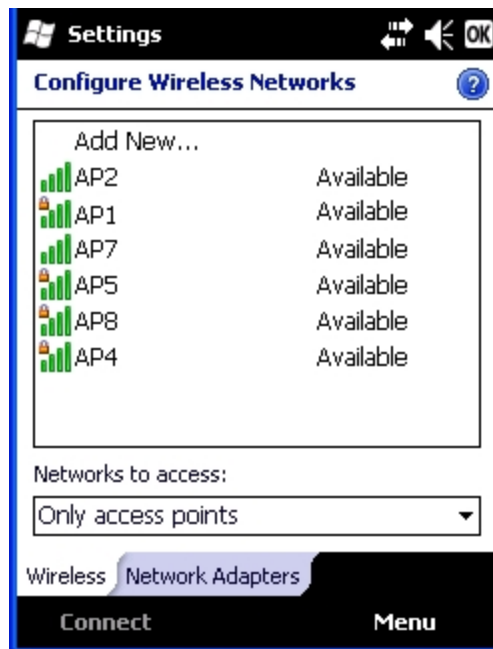 Settings
OK
Configure Wireless Networks
?
Add New...
AP2 Available
AP1 Available
AP7 Available
AP5 Available
AP8 Available
AP4 Available
Networks to access:
Only access points
Wireless Network Adapters
Connect Menu